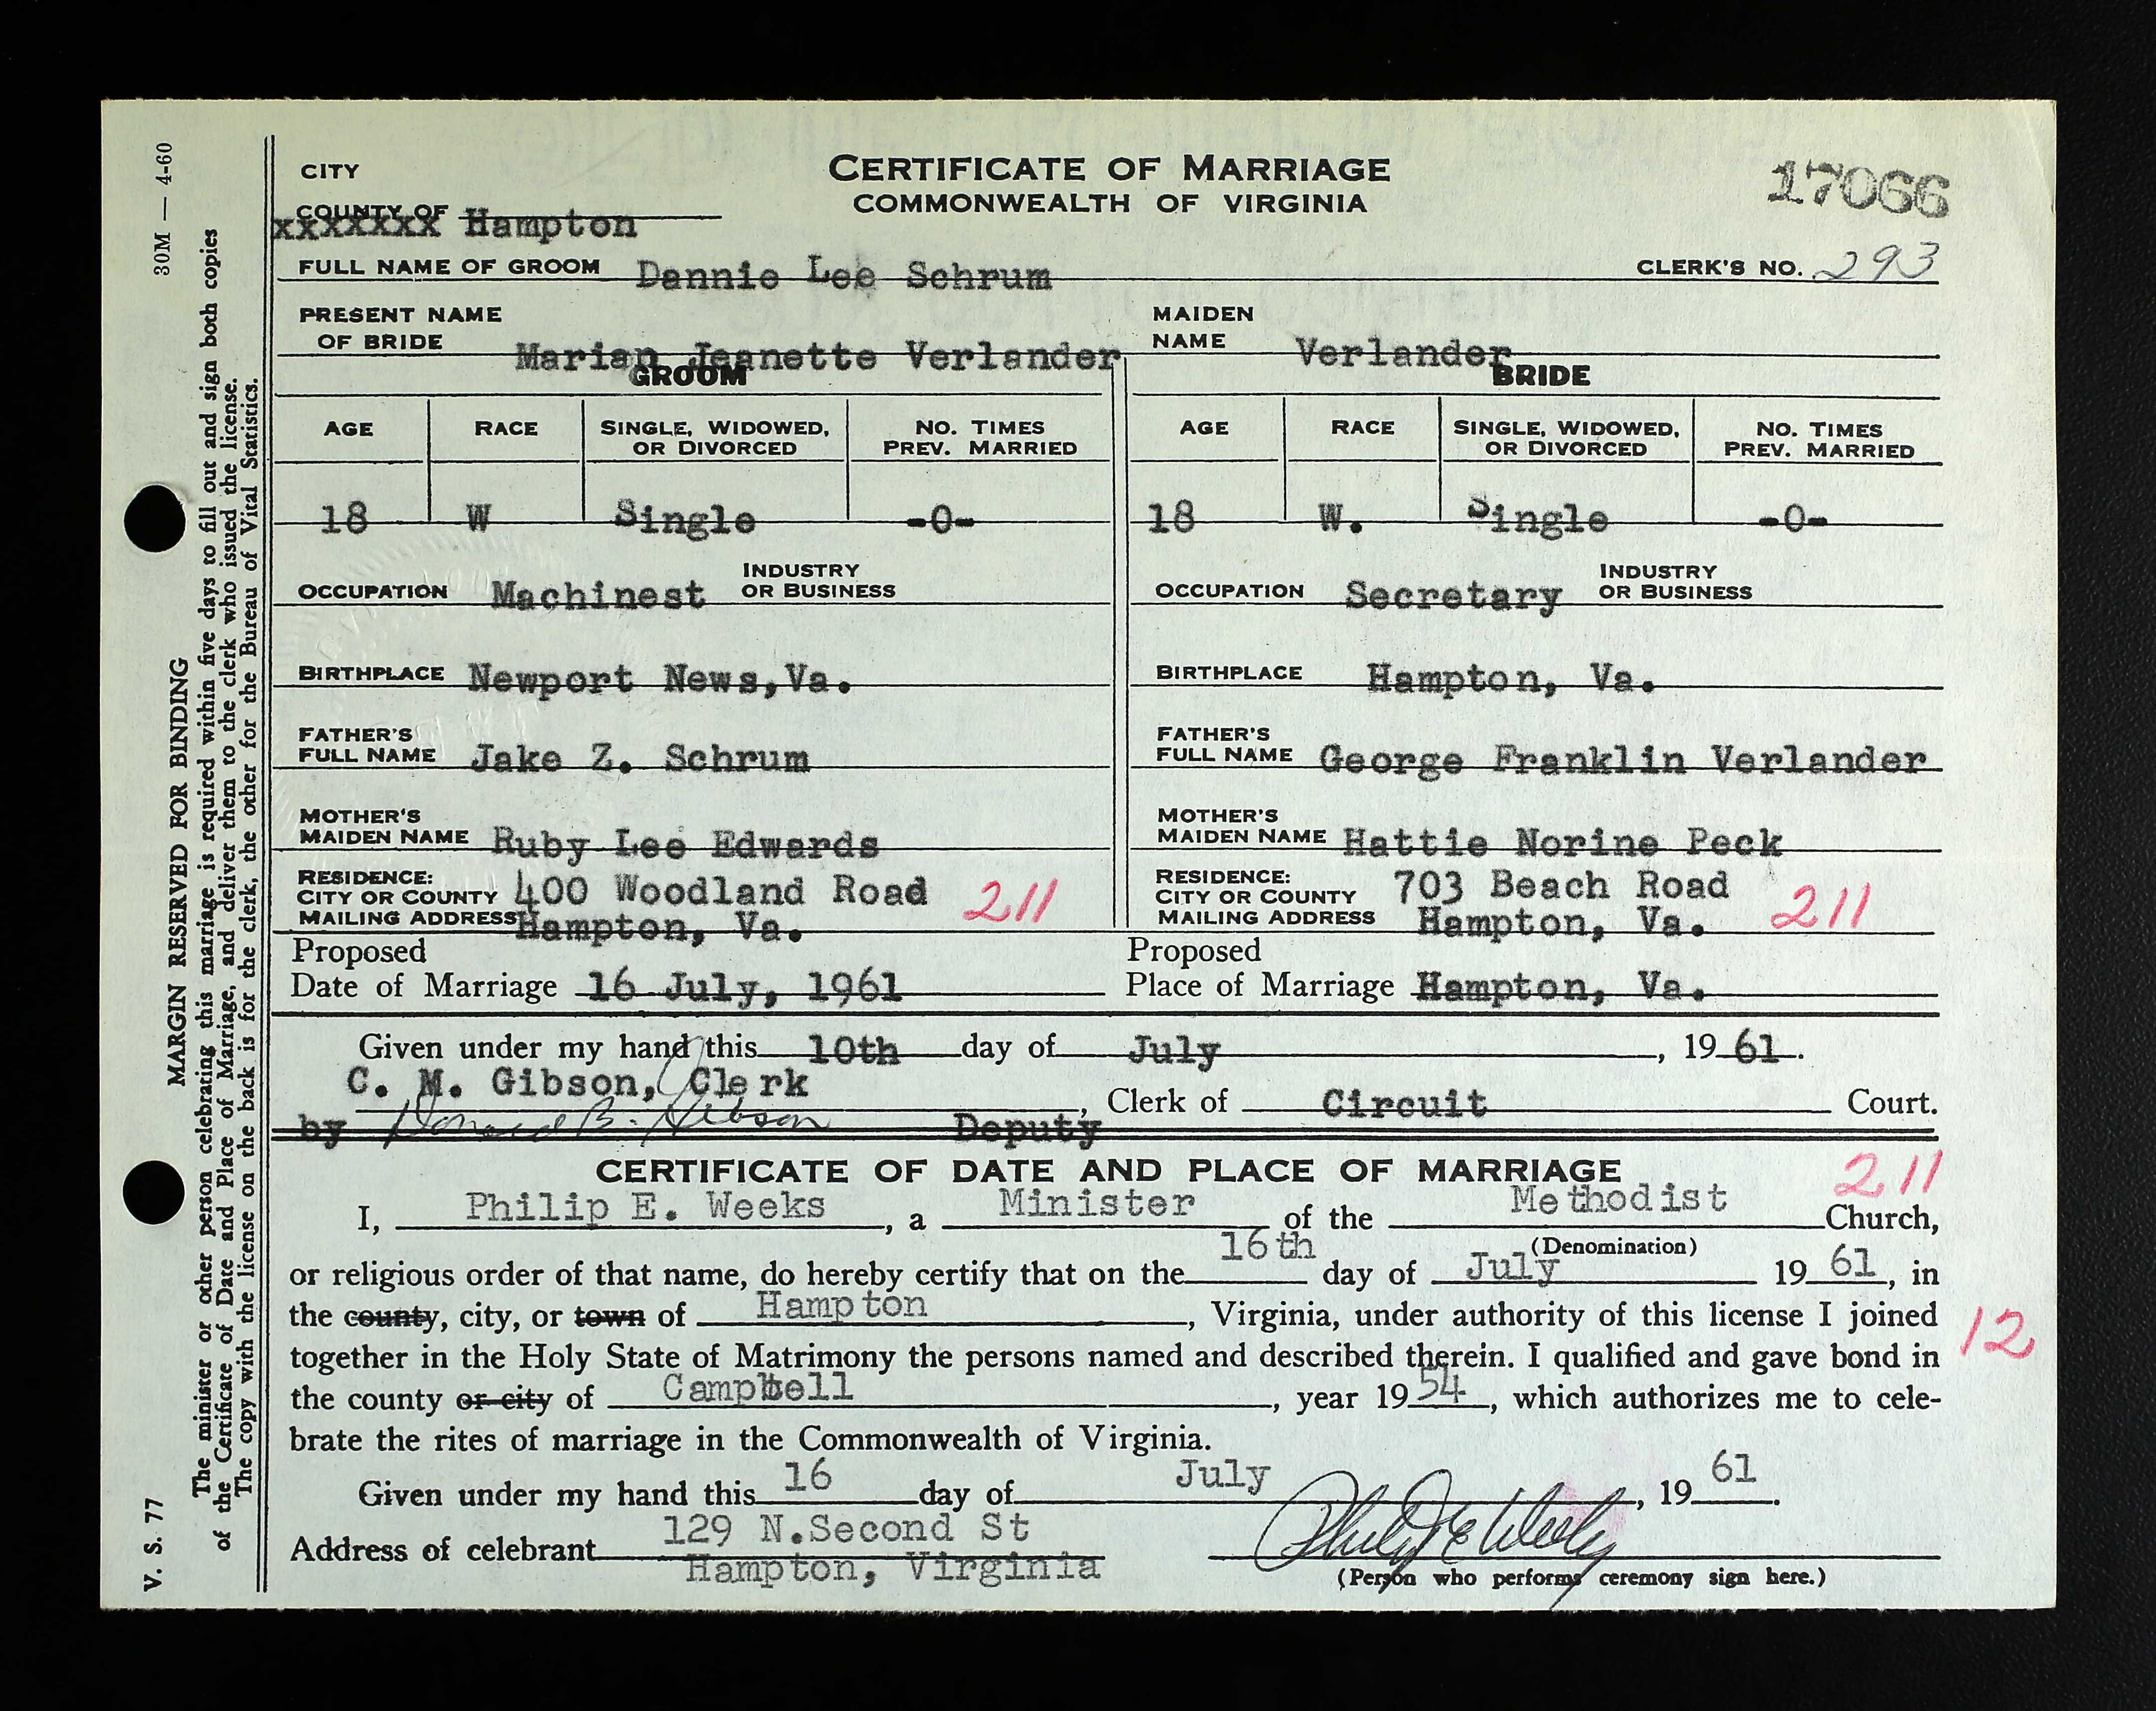 30M — 4-60
MARGIN RESERVED FOR BINDING
The minister or other person celebrating this marriage is required within five days to fill out and sign both copies
of the Certificate of Date and Place of Marriage, and deliver them to the clerk who issued the license.
The copy with the license on the back is for the clerk, the other for the Bureau of Vital Statistics.
V. S. 77
CERTIFICATE OF MARRIAGE
COMMONWEALTH OF VIRGINIA
17066
CITY
COUNTY OF Hampton
xxxxxxx
FULL NAME OF GROOM Dannie Lee Schrum CLERK'S NO. 293
PRESENT NAME OF BRIDE Marian Jeanette Verlander MAIDEN NAME Verlander
GROOM BRIDE
AGE RACE SINGLE, WIDOWED, OR DIVORCED NO. TIMES PREV. MARRIED AGE RACE SINGLE, WIDOWED, OR DIVORCED NO. TIMES PREV. MARRIED
18 W Single -0- 18 W. Single -0-
OCCUPATION Machinest INDUSTRY OR BUSINESS OCCUPATION Secretary INDUSTRY OR BUSINESS
BIRTHPLACE Newport News,Va. BIRTHPLACE Hampton, Va.
FATHER'S FULL NAME Jake Z. Schrum FATHER'S FULL NAME George Franklin Verlander
MOTHER'S MAIDEN NAME Ruby Lee Edwards MOTHER'S MAIDEN NAME Hattie Norine Peck
RESIDENCE: CITY OR COUNTY MAILING ADDRESS 400 Woodland Road Hampton, Va. 211 RESIDENCE: CITY OR COUNTY MAILING ADDRESS 703 Beach Road Hampton, Va. 211
Proposed Date of Marriage 16 July, 1961 Proposed Place of Marriage Hampton, Va.
Given under my hand this 10th day of July, 19 61.
C. M. Gibson, Clerk
by Donald B. Gibson Deputy, Clerk of Circuit Court.
CERTIFICATE OF DATE AND PLACE OF MARRIAGE 211
I, Philip E. Weeks, a Minister of the Methodist Church,
(Denomination)
or religious order of that name, do hereby certify that on the 16th day of July 19 61, in
the county, city, or town of Hampton, Virginia, under authority of this license I joined
12
together in the Holy State of Matrimony the persons named and described therein. I qualified and gave bond in
the county or city of Campbell, year 19 54, which authorizes me to cele-
brate the rites of marriage in the Commonwealth of Virginia.
Given under my hand this 16 day of July, 19 61.
Address of celebrant 129 N.Second St
Hampton, Virginia
Philip E Weeks
(Person who performs ceremony sign here.)